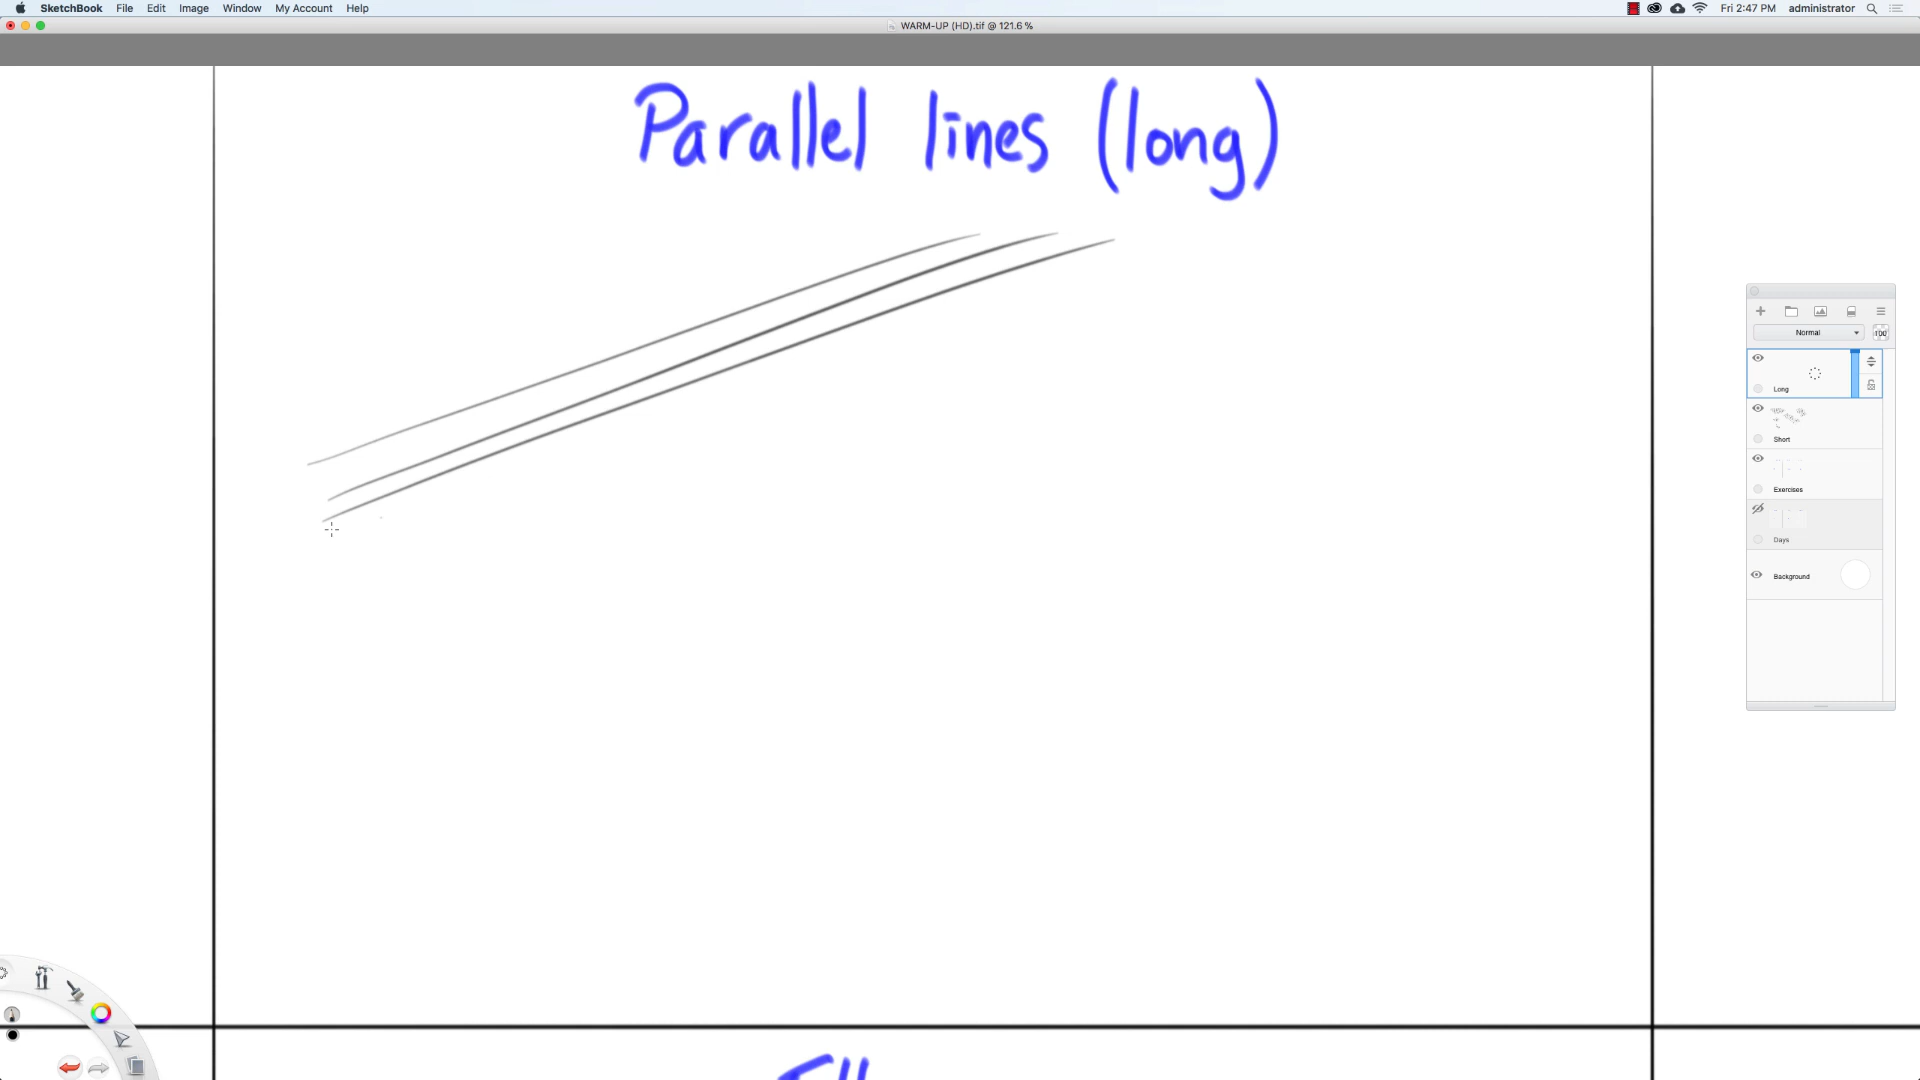 SketchBook File Edit Image Window My Account Help Fri 2:47 PM administrator
WARM-UP (HD).tif @ 121.6 %
Parallel lines (long)
Normal 100
Long
Short
Exercises
Days
Background